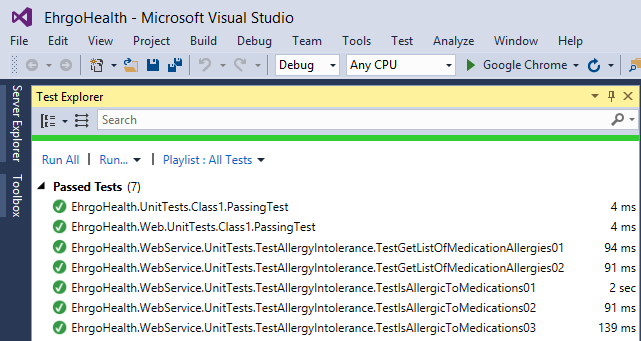 EhrgoHealth - Microsoft Visual Studio
File Edit View Project Build Debug Team Tools Test Analyze Window Help
Debug Any CPU Google Chrome
Server Explorer
Toolbox
Test Explorer
Search
Run All | Run... | Playlist : All Tests
Passed Tests (7)
EhrgoHealth.UnitTests.Class1.PassingTest 4 ms
EhrgoHealth.Web.UnitTests.Class1.PassingTest 4 ms
EhrgoHealth.WebService.UnitTests.TestAllergyIntolerance.TestGetListOfMedicationAllergies01 94 ms
EhrgoHealth.WebService.UnitTests.TestAllergyIntolerance.TestGetListOfMedicationAllergies02 91 ms
EhrgoHealth.WebService.UnitTests.TestAllergyIntolerance.TestIsAllergicToMedications01 2 sec
EhrgoHealth.WebService.UnitTests.TestAllergyIntolerance.TestIsAllergicToMedications02 91 ms
EhrgoHealth.WebService.UnitTests.TestAllergyIntolerance.TestIsAllergicToMedications03 139 ms